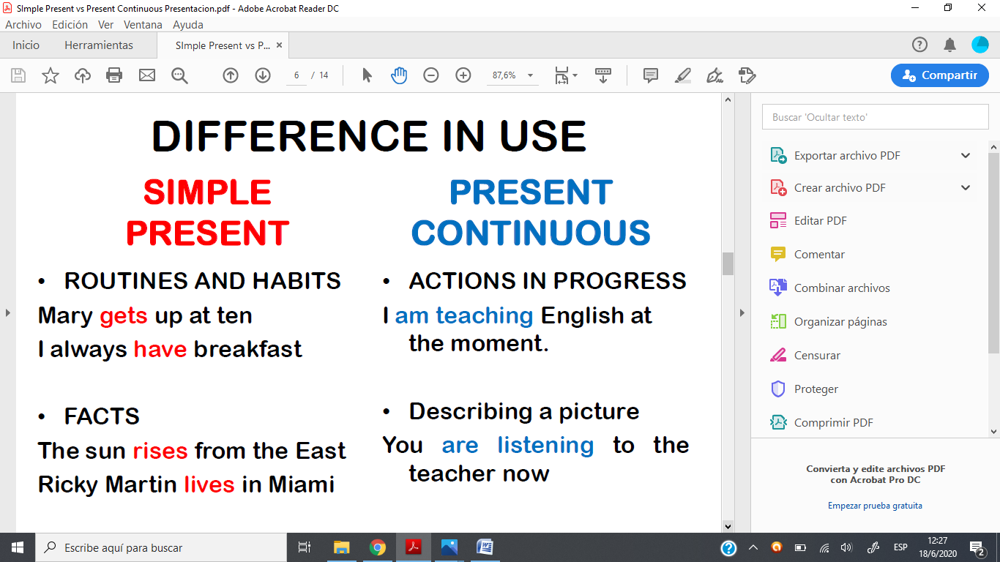 SImple Present vs Present Continuous Presentacion.pdf - Adobe Acrobat Reader DC
Archivo Edición Ver Ventana Ayuda
Inicio Herramientas SImple Present vs P... ×
6 / 14 87,6% Compartir
DIFFERENCE IN USE
SIMPLE
PRESENT
• ROUTINES AND HABITS
Mary gets up at ten
I always have breakfast
• FACTS
The sun rises from the East
Ricky Martin lives in Miami
PRESENT
CONTINUOUS
• ACTIONS IN PROGRESS
I am teaching English at
the moment.
• Describing a picture
You are listening to the
teacher now
Buscar 'Ocultar texto'
Exportar archivo PDF
Crear archivo PDF
Editar PDF
Comentar
Combinar archivos
Organizar páginas
Censurar
Proteger
Comprimir PDF
Convierta y edite archivos PDF
con Acrobat Pro DC
Empezar prueba gratuita
Escribe aquí para buscar
ESP
12:27
18/6/2020
2